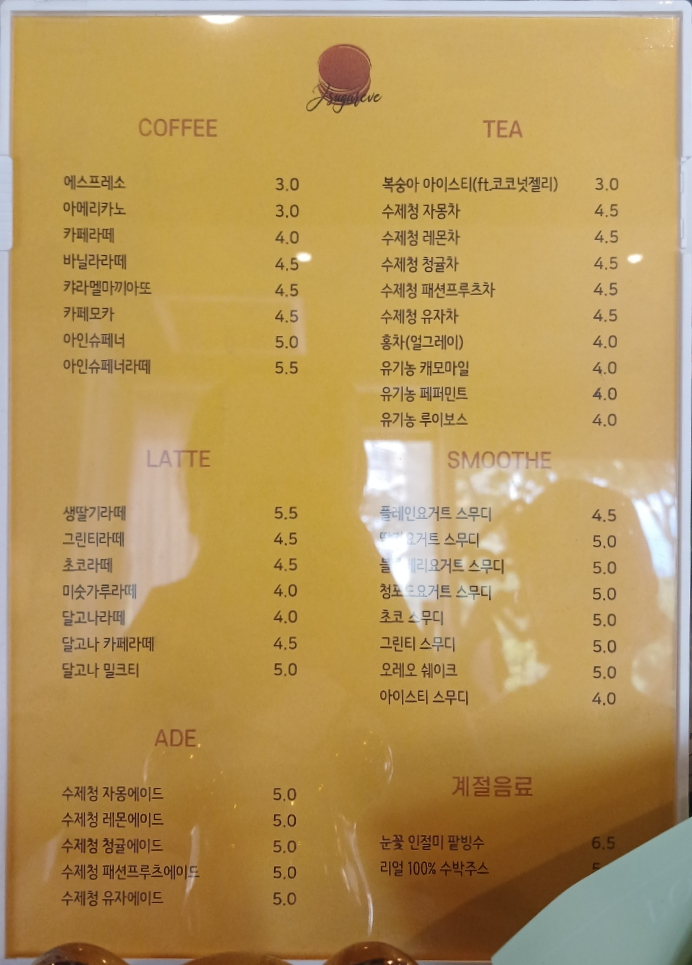 COFFEE
에스프레소 3.0
아메리카노 3.0
카페라떼 4.0
바닐라라떼 4.5
캬라멜마끼아또 4.5
카페모카 4.5
아인슈페너 5.0
아인슈페너라떼 5.5
LATTE
생딸기라떼 5.5
그린티라떼 4.5
초코라떼 4.5
미숫가루라떼 4.0
달고나라떼 4.0
달고나 카페라떼 4.5
달고나 밀크티 5.0
ADE
수제청 자몽에이드 5.0
수제청 레몬에이드 5.0
수제청 청귤에이드 5.0
수제청 패션프루츠에이드 5.0
수제청 유자에이드 5.0
TEA
복숭아 아이스티(ft.코코넛젤리) 3.0
수제청 자몽차 4.5
수제청 레몬차 4.5
수제청 청귤차 4.5
수제청 패션프루츠차 4.5
수제청 유자차 4.5
홍차(얼그레이) 4.0
유기농 캐모마일 4.0
유기농 페퍼민트 4.0
유기농 루이보스 4.0
SMOOTHE
플레인요거트 스무디 4.5
스무디 5.0
스무디 5.0
청포도요거트 스무디 5.0
초코 스무디 5.0
그린티 스무디 5.0
오레오 쉐이크 5.0
아이스티 스무디 4.0
계절음료
눈꽃 인절미 팥빙수 6.5
리얼 100% 수박주스